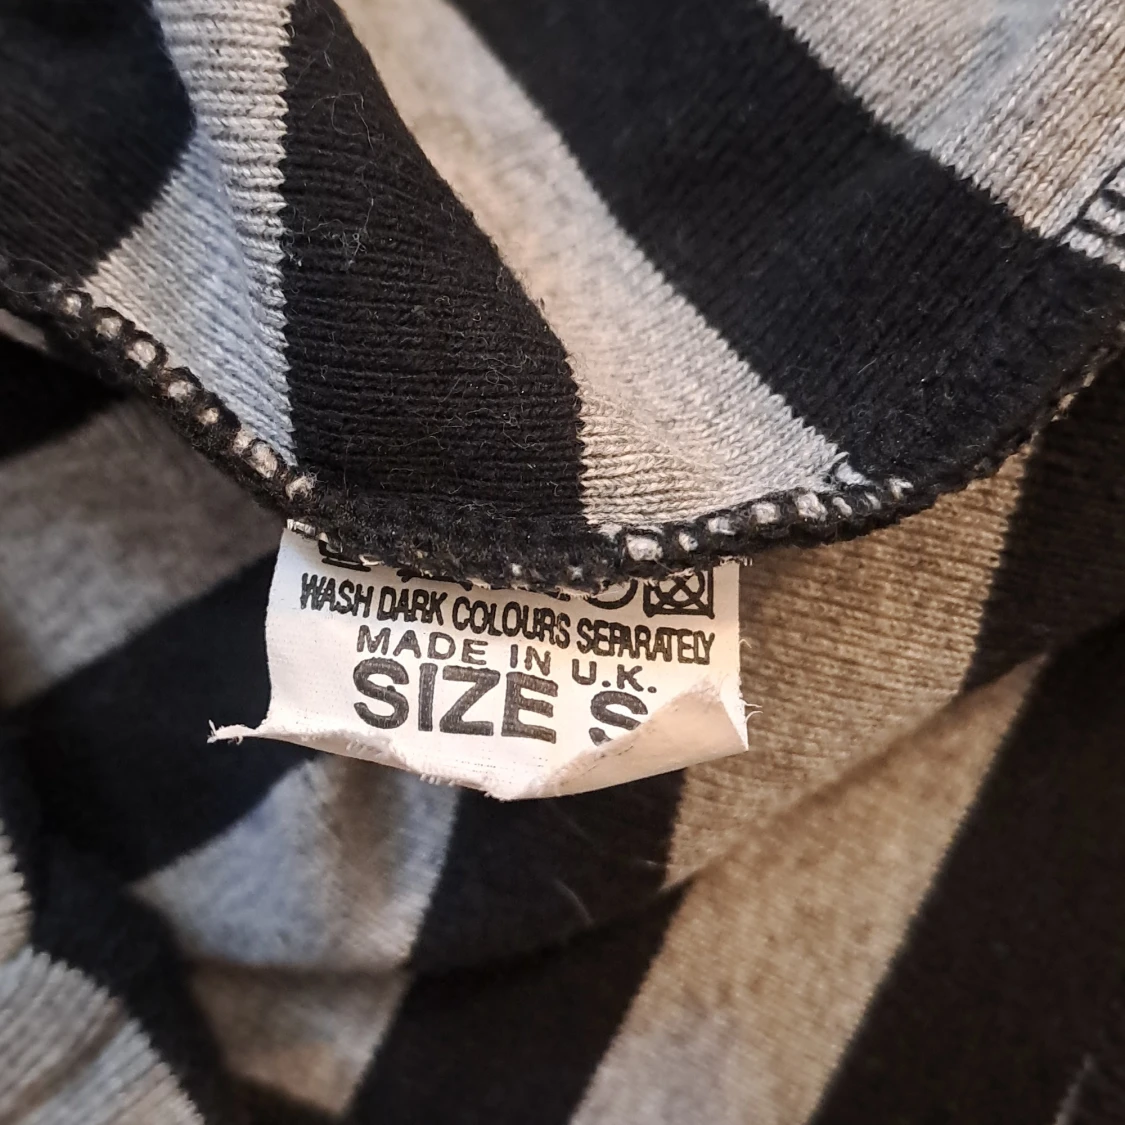 WASH DARK COLOURS SEPARATELY
MADE IN U.K.
SIZE S